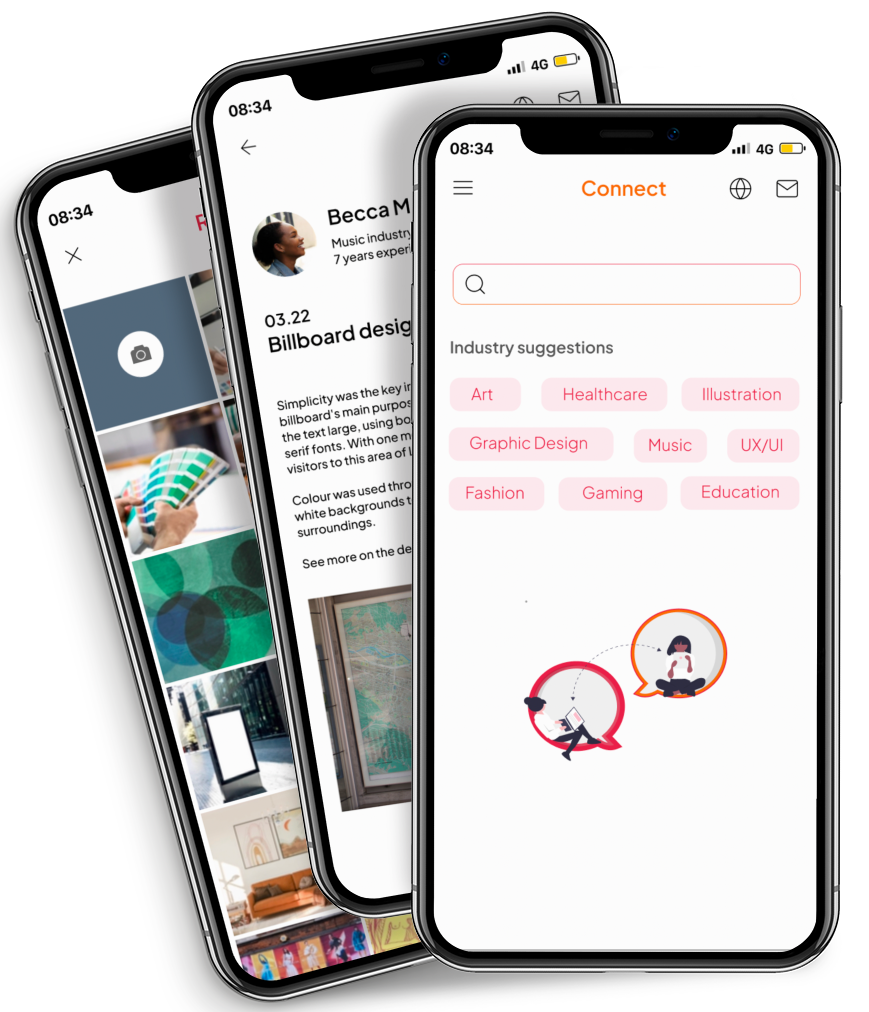 08:34
4G
Connect
Industry suggestions
Art
Healthcare
Illustration
Graphic Design
Music
UX/UI
Fashion
Gaming
Education
08:34
4G
Becca M
Music industry
7 years exper
03.22
Billboard desig
Simplicity was the key in
billboard's main purpos
the text large, using bo
serif fonts. With one m
visitors to this area of
Colour was used thro
white backgrounds t
surroundings.
See more on the de
08:34
R